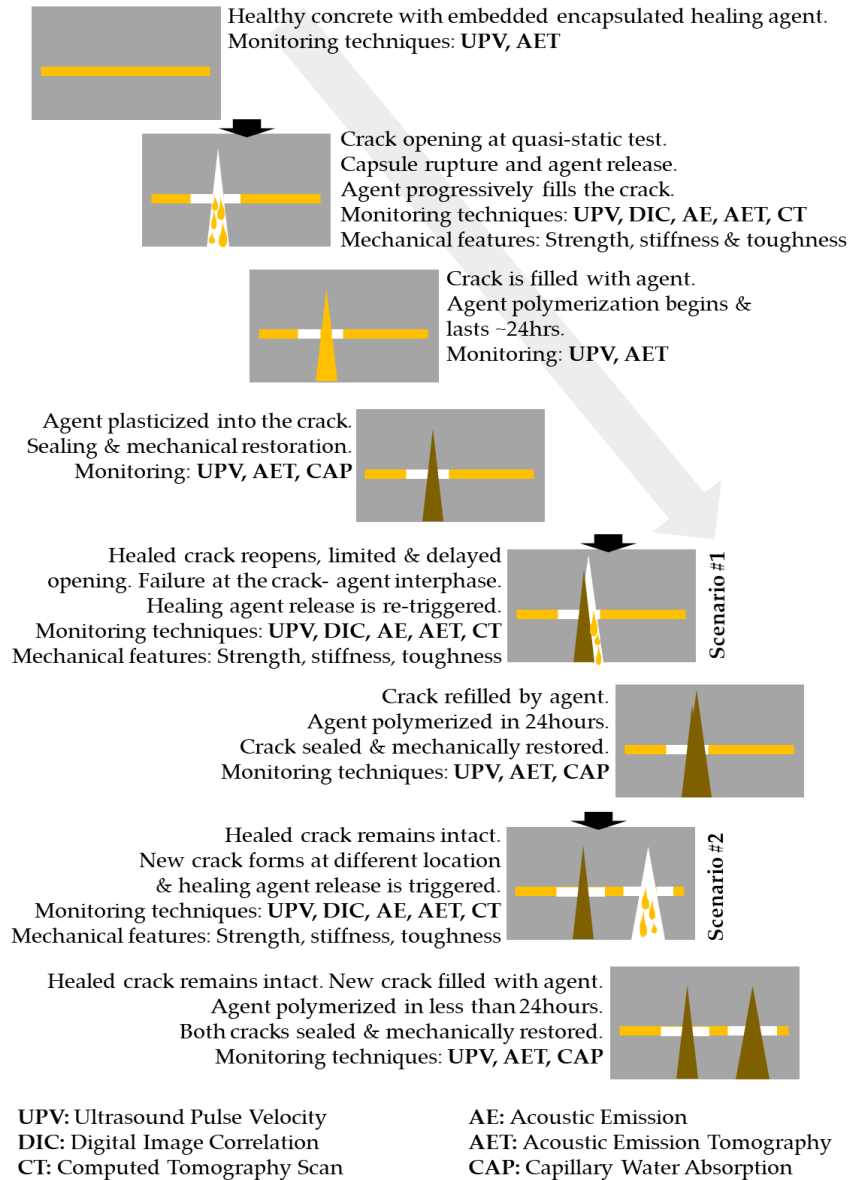 Healthy concrete with embedded encapsulated healing agent.
Monitoring techniques: UPV, AET
Crack opening at quasi-static test.
Capsule rupture and agent release.
Agent progressively fills the crack.
Monitoring techniques: UPV, DIC, AE, AET, CT
Mechanical features: Strength, stiffness & toughness
Crack is filled with agent.
Agent polymerization begins &
lasts ~24hrs.
Monitoring: UPV, AET
Agent plasticized into the crack.
Sealing & mechanical restoration.
Monitoring: UPV, AET, CAP
Healed crack reopens, limited & delayed
opening. Failure at the crack- agent interphase.
Healing agent release is re-triggered.
Monitoring techniques: UPV, DIC, AE, AET, CT
Mechanical features: Strength, stiffness, toughness
Scenario #1
Crack refilled by agent.
Agent polymerized in 24hours.
Crack sealed & mechanically restored.
Monitoring techniques: UPV, AET, CAP
Healed crack remains intact.
New crack forms at different location
& healing agent release is triggered.
Monitoring techniques: UPV, DIC, AE, AET, CT
Mechanical features: Strength, stiffness, toughness
Scenario #2
Healed crack remains intact. New crack filled with agent.
Agent polymerized in less than 24hours.
Both cracks sealed & mechanically restored.
Monitoring techniques: UPV, AET, CAP
UPV: Ultrasound Pulse Velocity
DIC: Digital Image Correlation
CT: Computed Tomography Scan
AE: Acoustic Emission
AET: Acoustic Emission Tomography
CAP: Capillary Water Absorption